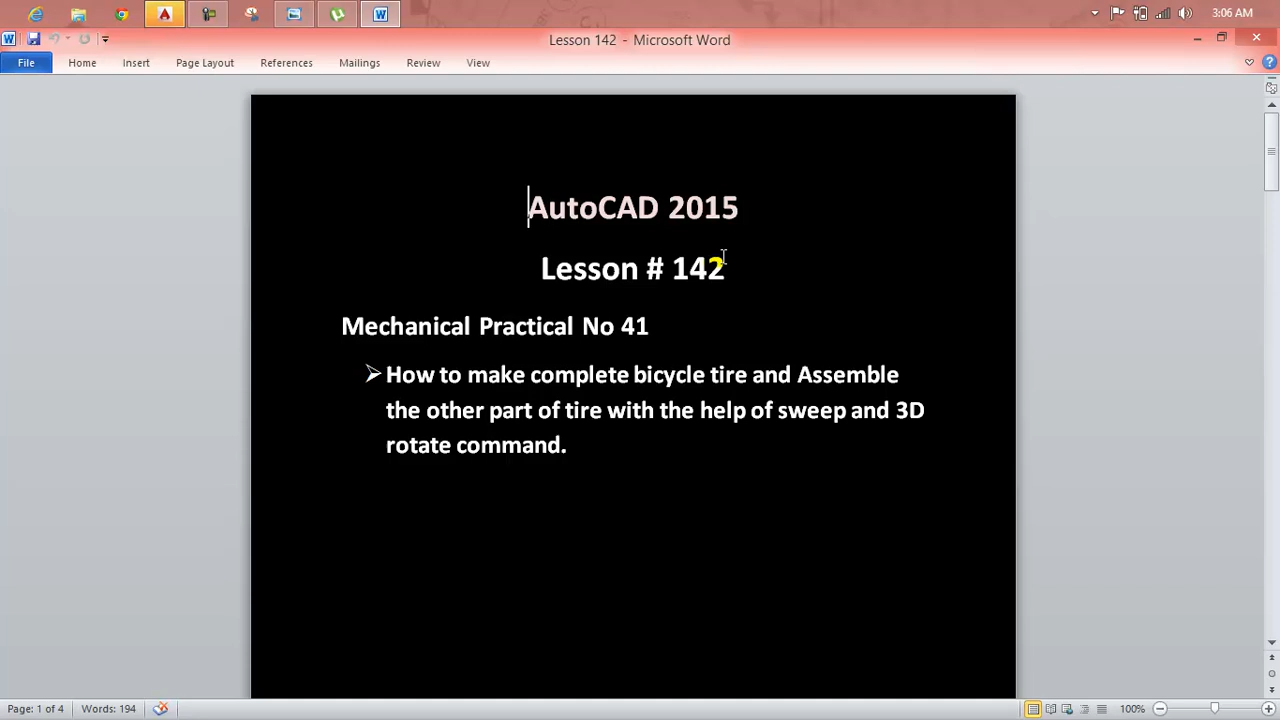 3:06 AM
Lesson 142 - Microsoft Word
File Home Insert Page Layout References Mailings Review View
AutoCAD 2015
Lesson # 142
Mechanical Practical No 41
How to make complete bicycle tire and Assemble
the other part of tire with the help of sweep and 3D
rotate command.
Page: 1 of 4 Words: 194 100%